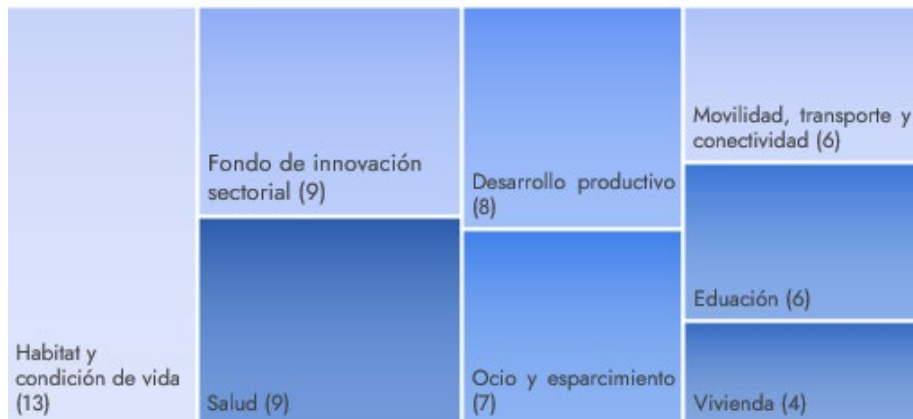 Habitat y
condición de vida
(13)
Fondo de innovación
sectorial (9)
Salud (9)
Desarrollo productivo
(8)
Ocio y esparcimiento
(7)
Movilidad, transporte y
conectividad (6)
Eduación (6)
Vivienda (4)